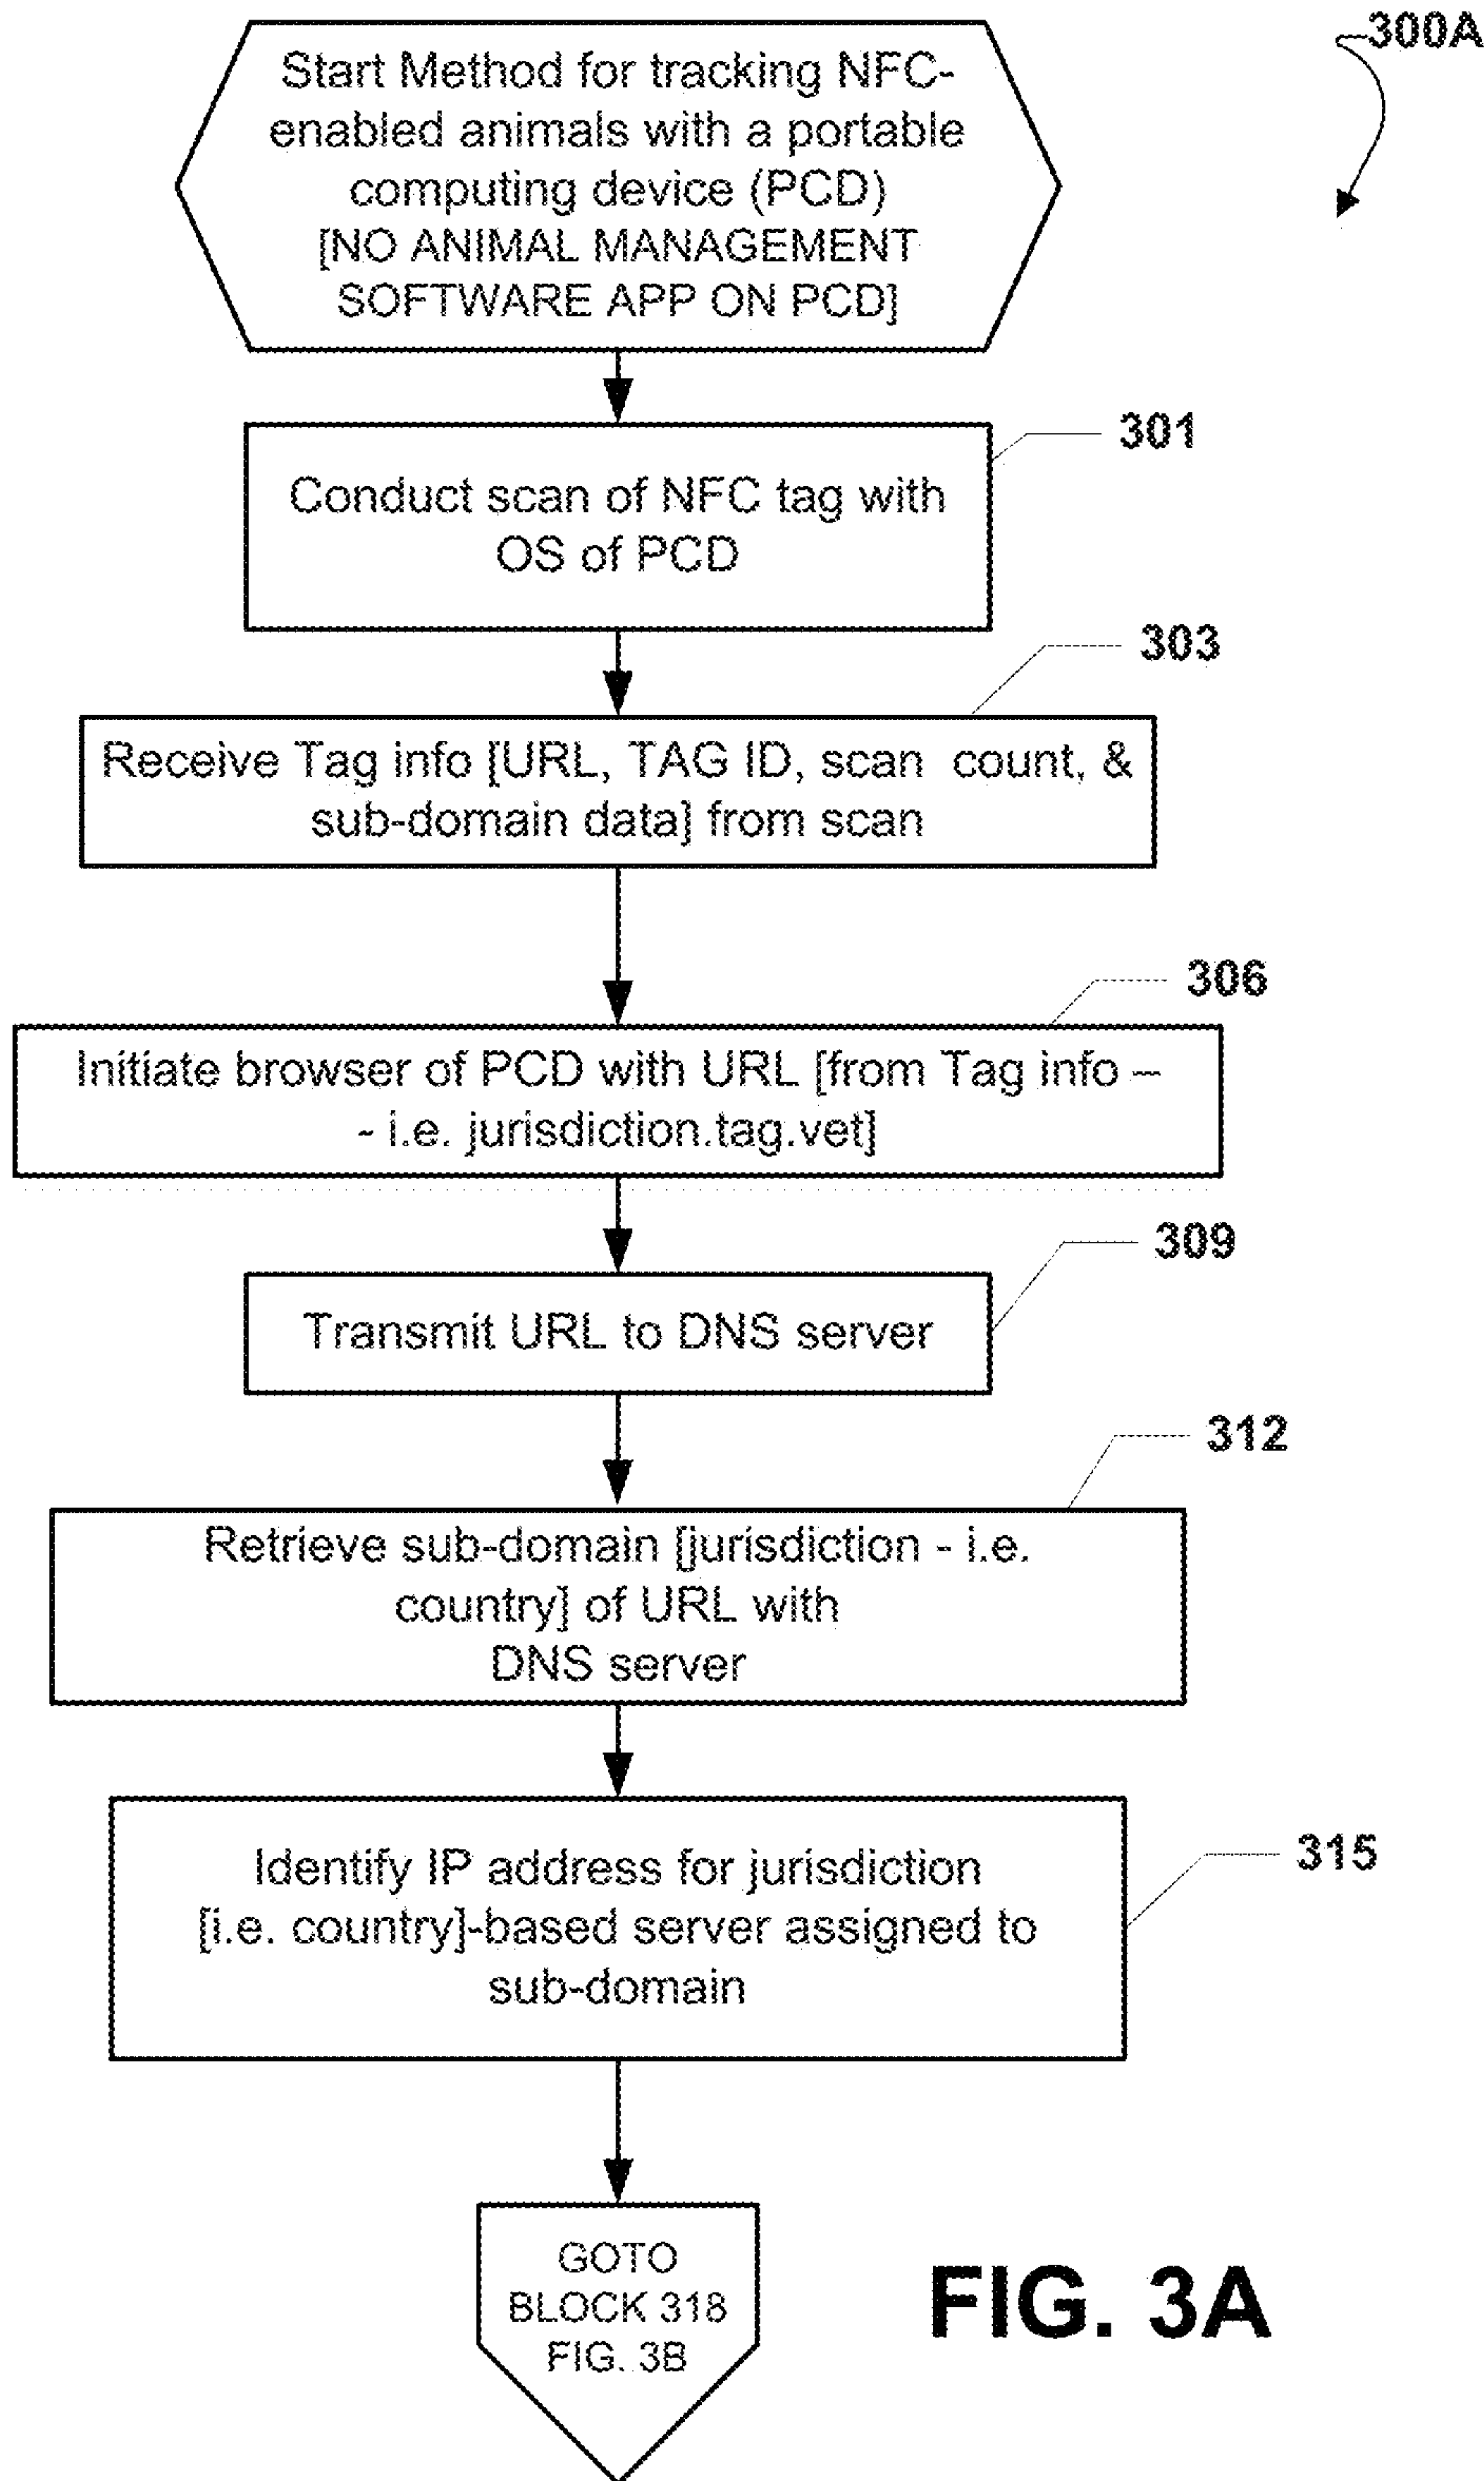 300A
Start Method for tracking NFC-
enabled animals with a portable
computing device (PCD)
[NO ANIMAL MANAGEMENT
SOFTWARE APP ON PCD]
301
Conduct scan of NFC tag with
OS of PCD
303
Receive Tag info [URL, TAG ID, scan count, &
sub-domain data] from scan
306
Initiate browser of PCD with URL [from Tag info –
- i.e. jurisdiction.tag.vet]
309
Transmit URL to DNS server
312
Retrieve sub-domain [jurisdiction - i.e.
country] of URL with
DNS server
315
Identify IP address for jurisdiction
[i.e. country]-based server assigned to
sub-domain
GOTO
BLOCK 318
FIG. 3B
FIG. 3A